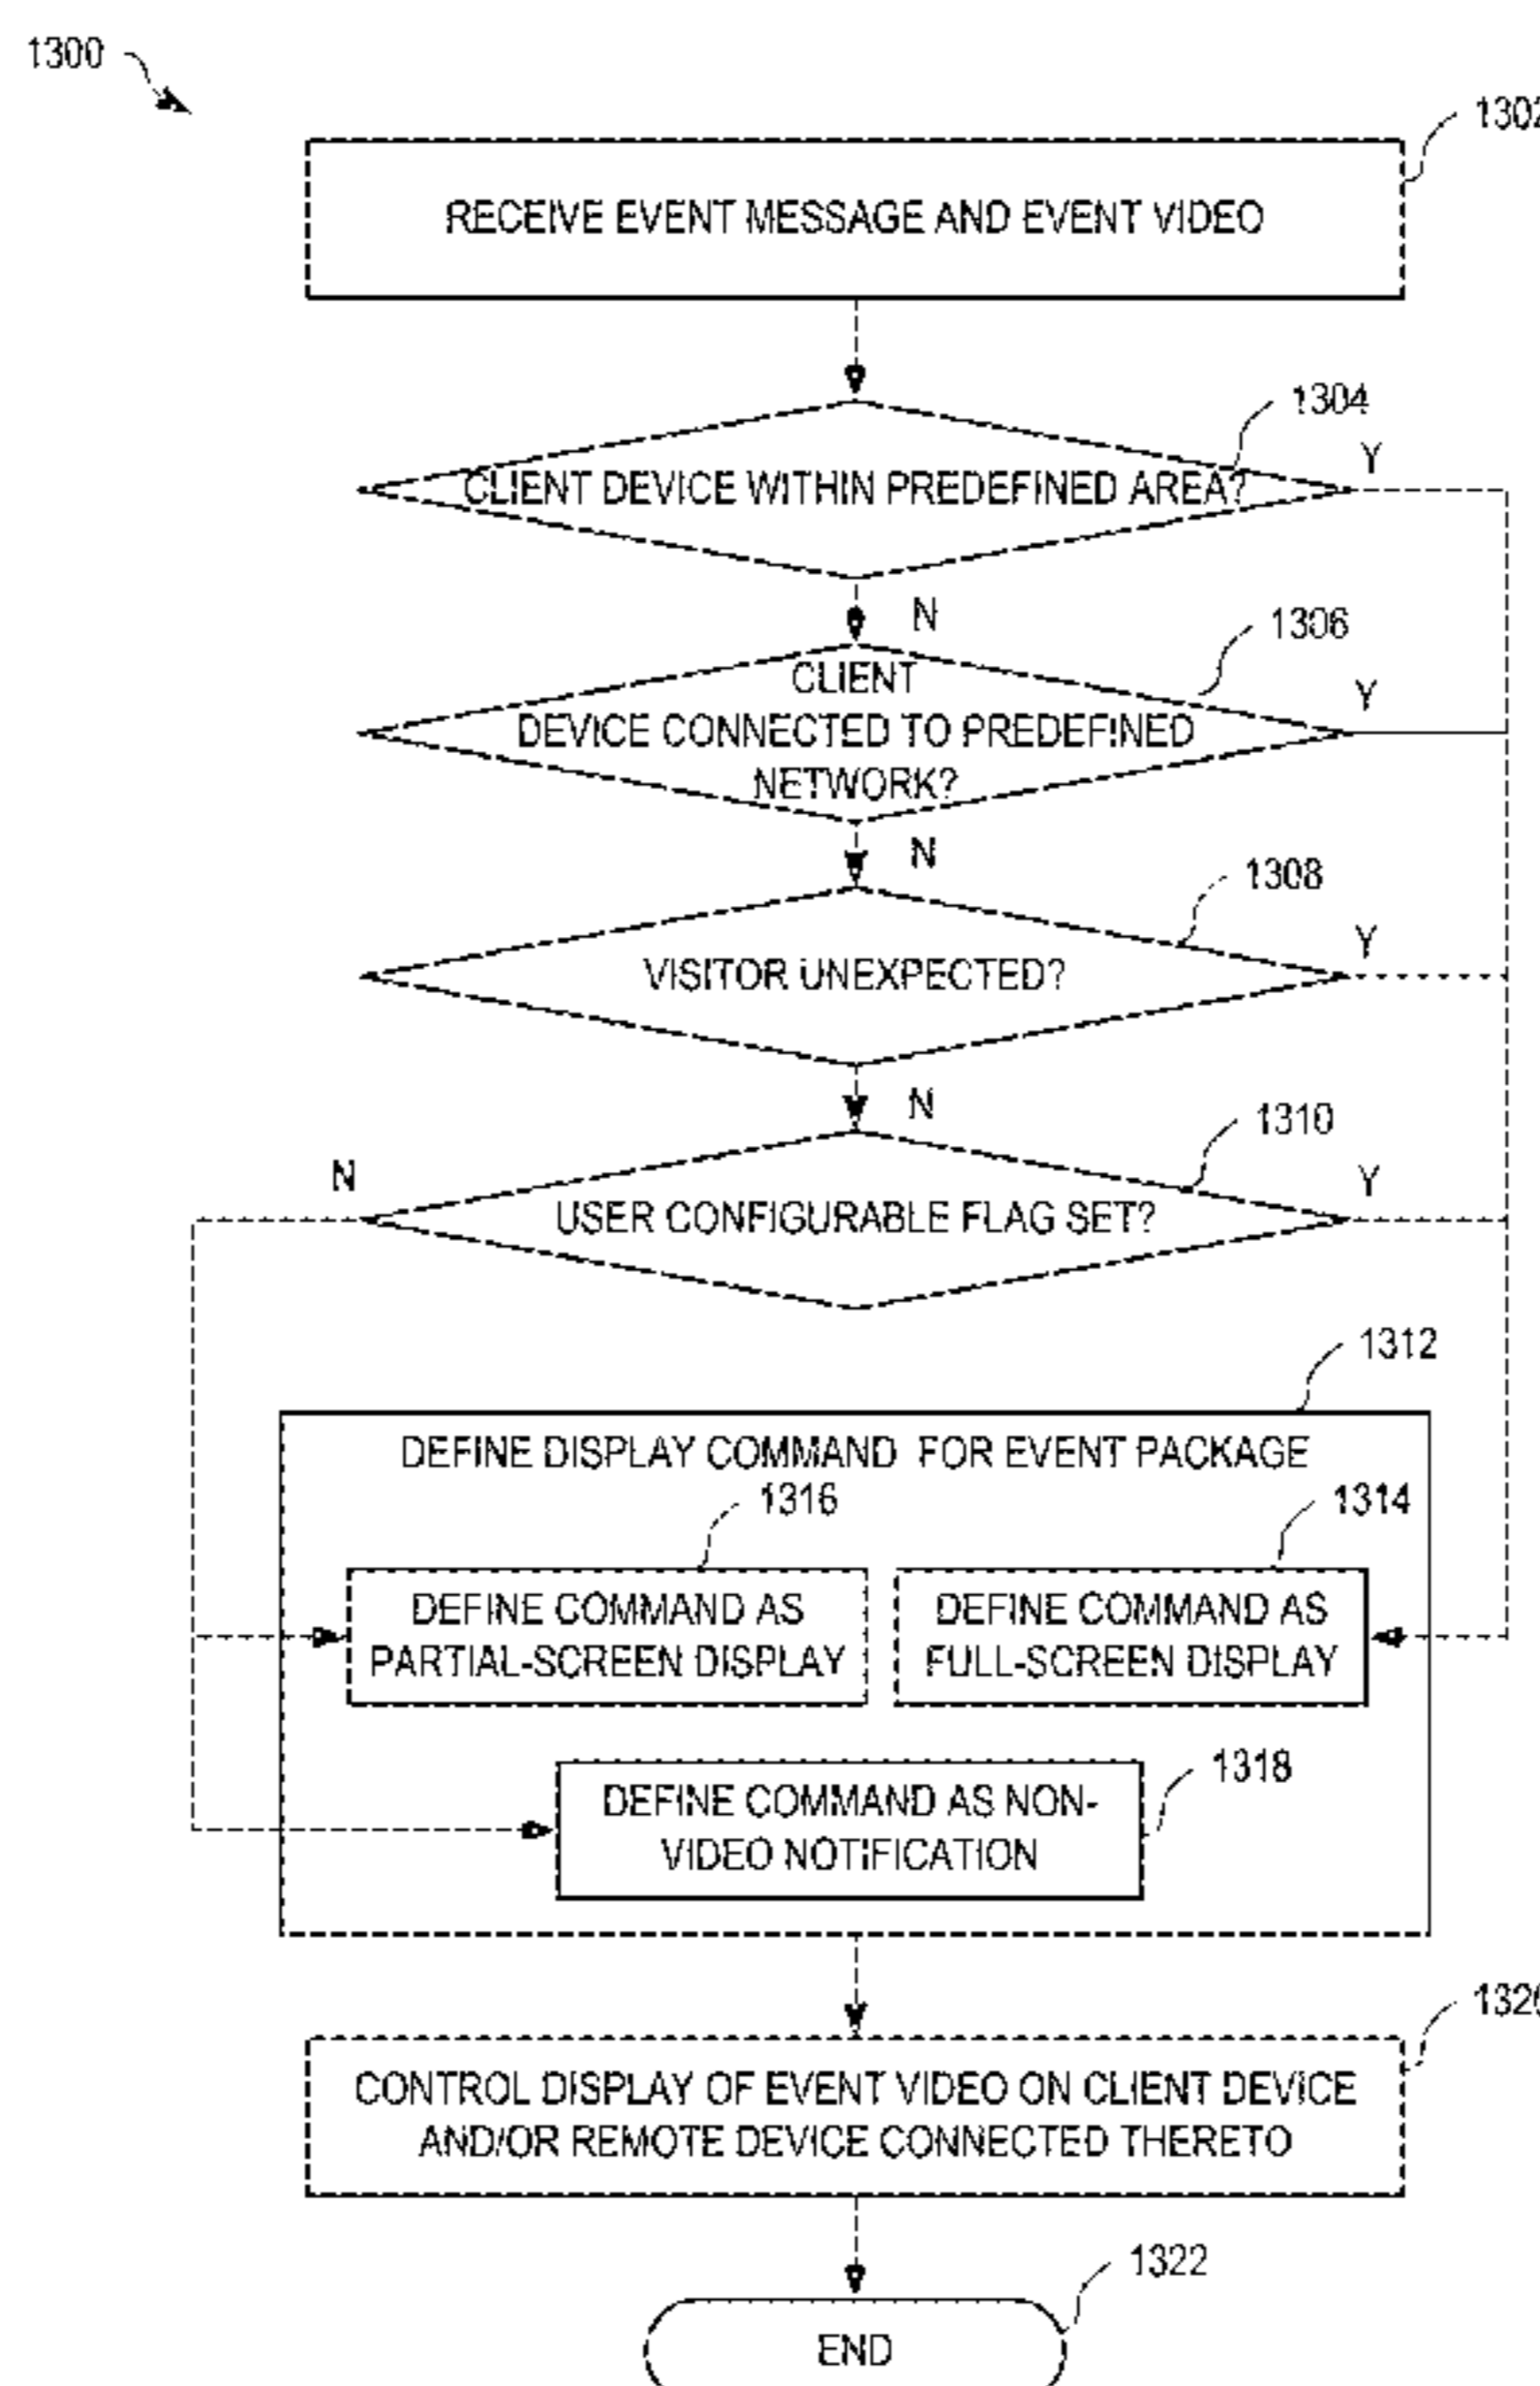 1300
1302
RECEIVE EVENT MESSAGE AND EVENT VIDEO
1304
CLIENT DEVICE WITHIN PREDEFINED AREA?
Y
N
1306
CLIENT
DEVICE CONNECTED TO PREDEFINED
NETWORK?
Y
N
1308
VISITOR UNEXPECTED?
Y
N
1310
N
USER CONFIGURABLE FLAG SET?
Y
1312
DEFINE DISPLAY COMMAND FOR EVENT PACKAGE
1316
DEFINE COMMAND AS
PARTIAL-SCREEN DISPLAY
1314
DEFINE COMMAND AS
FULL-SCREEN DISPLAY
1318
DEFINE COMMAND AS NON-
VIDEO NOTIFICATION
1320
CONTROL DISPLAY OF EVENT VIDEO ON CLIENT DEVICE
AND/OR REMOTE DEVICE CONNECTED THERETO
1322
END